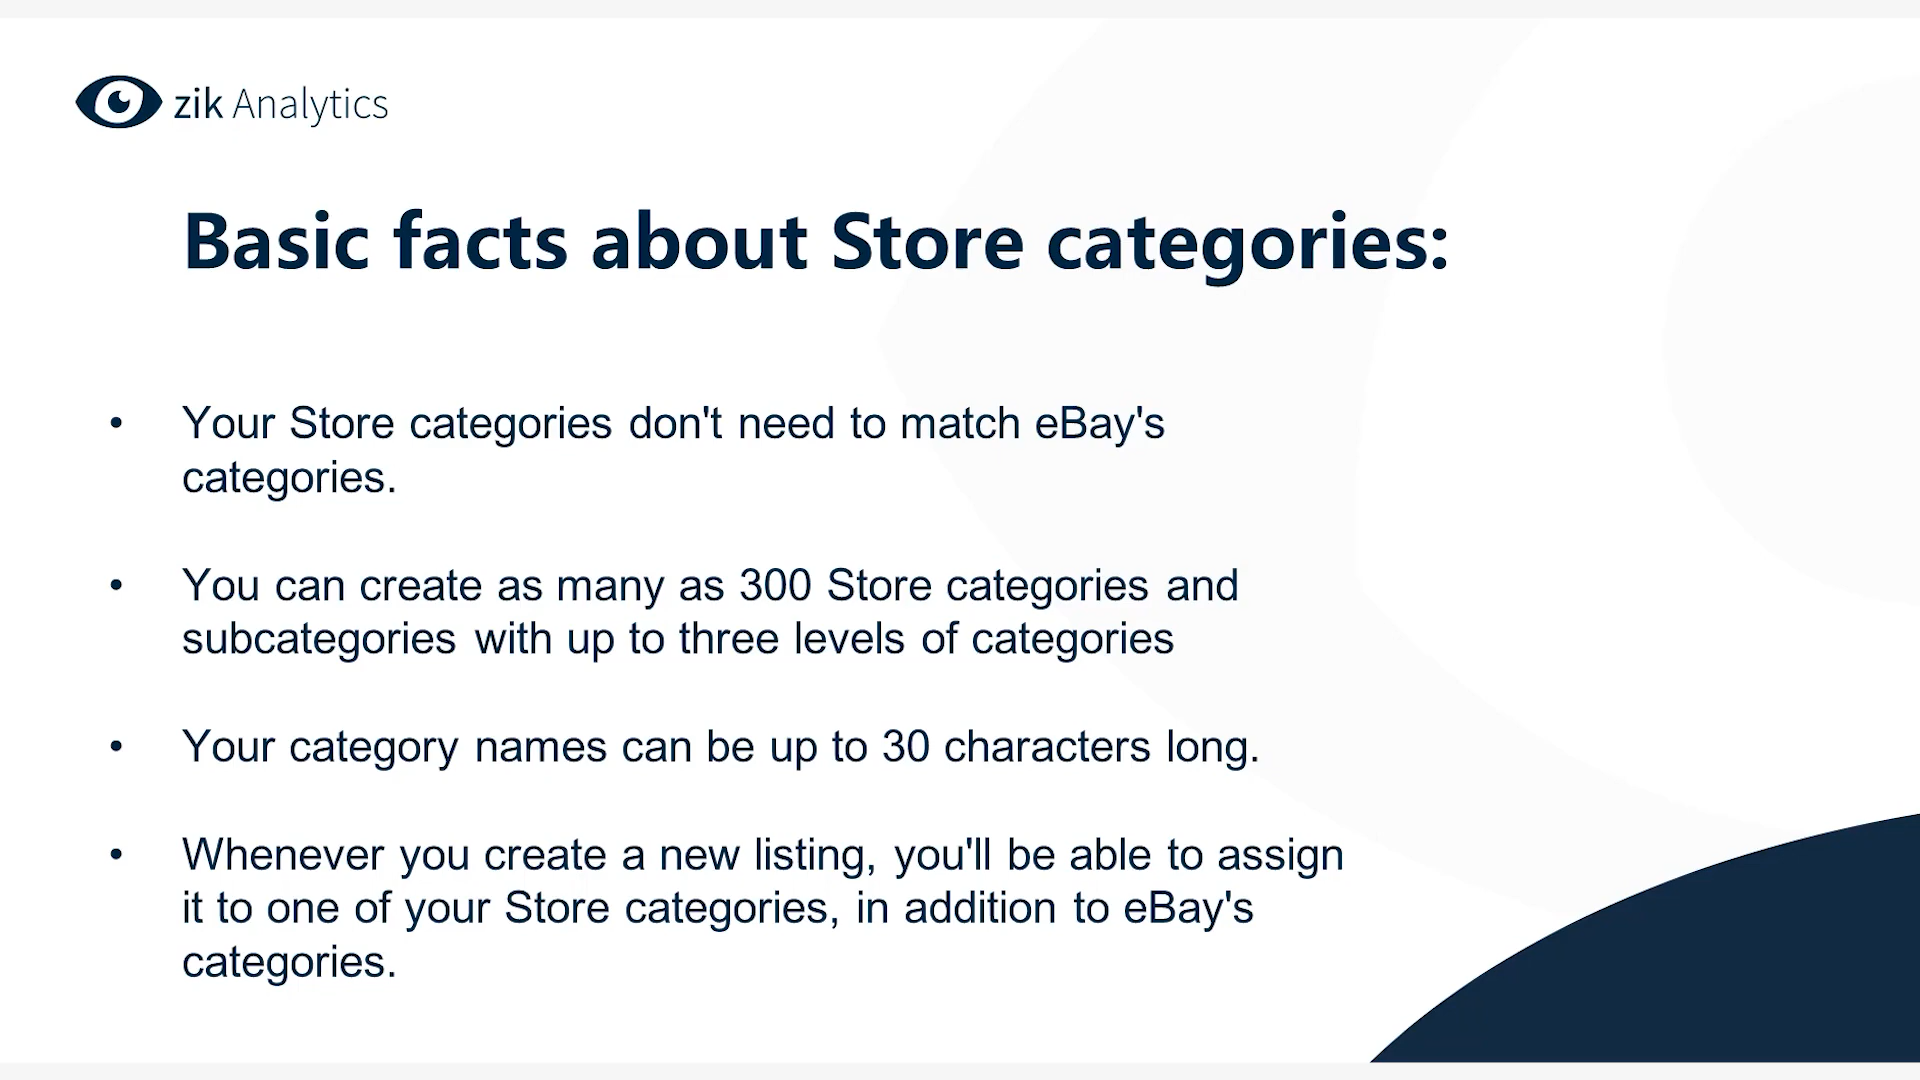 zik Analytics
Basic facts about Store categories:
• Your Store categories don't need to match eBay's
categories.
• You can create as many as 300 Store categories and
subcategories with up to three levels of categories
• Your category names can be up to 30 characters long.
• Whenever you create a new listing, you'll be able to assign
it to one of your Store categories, in addition to eBay's
categories.